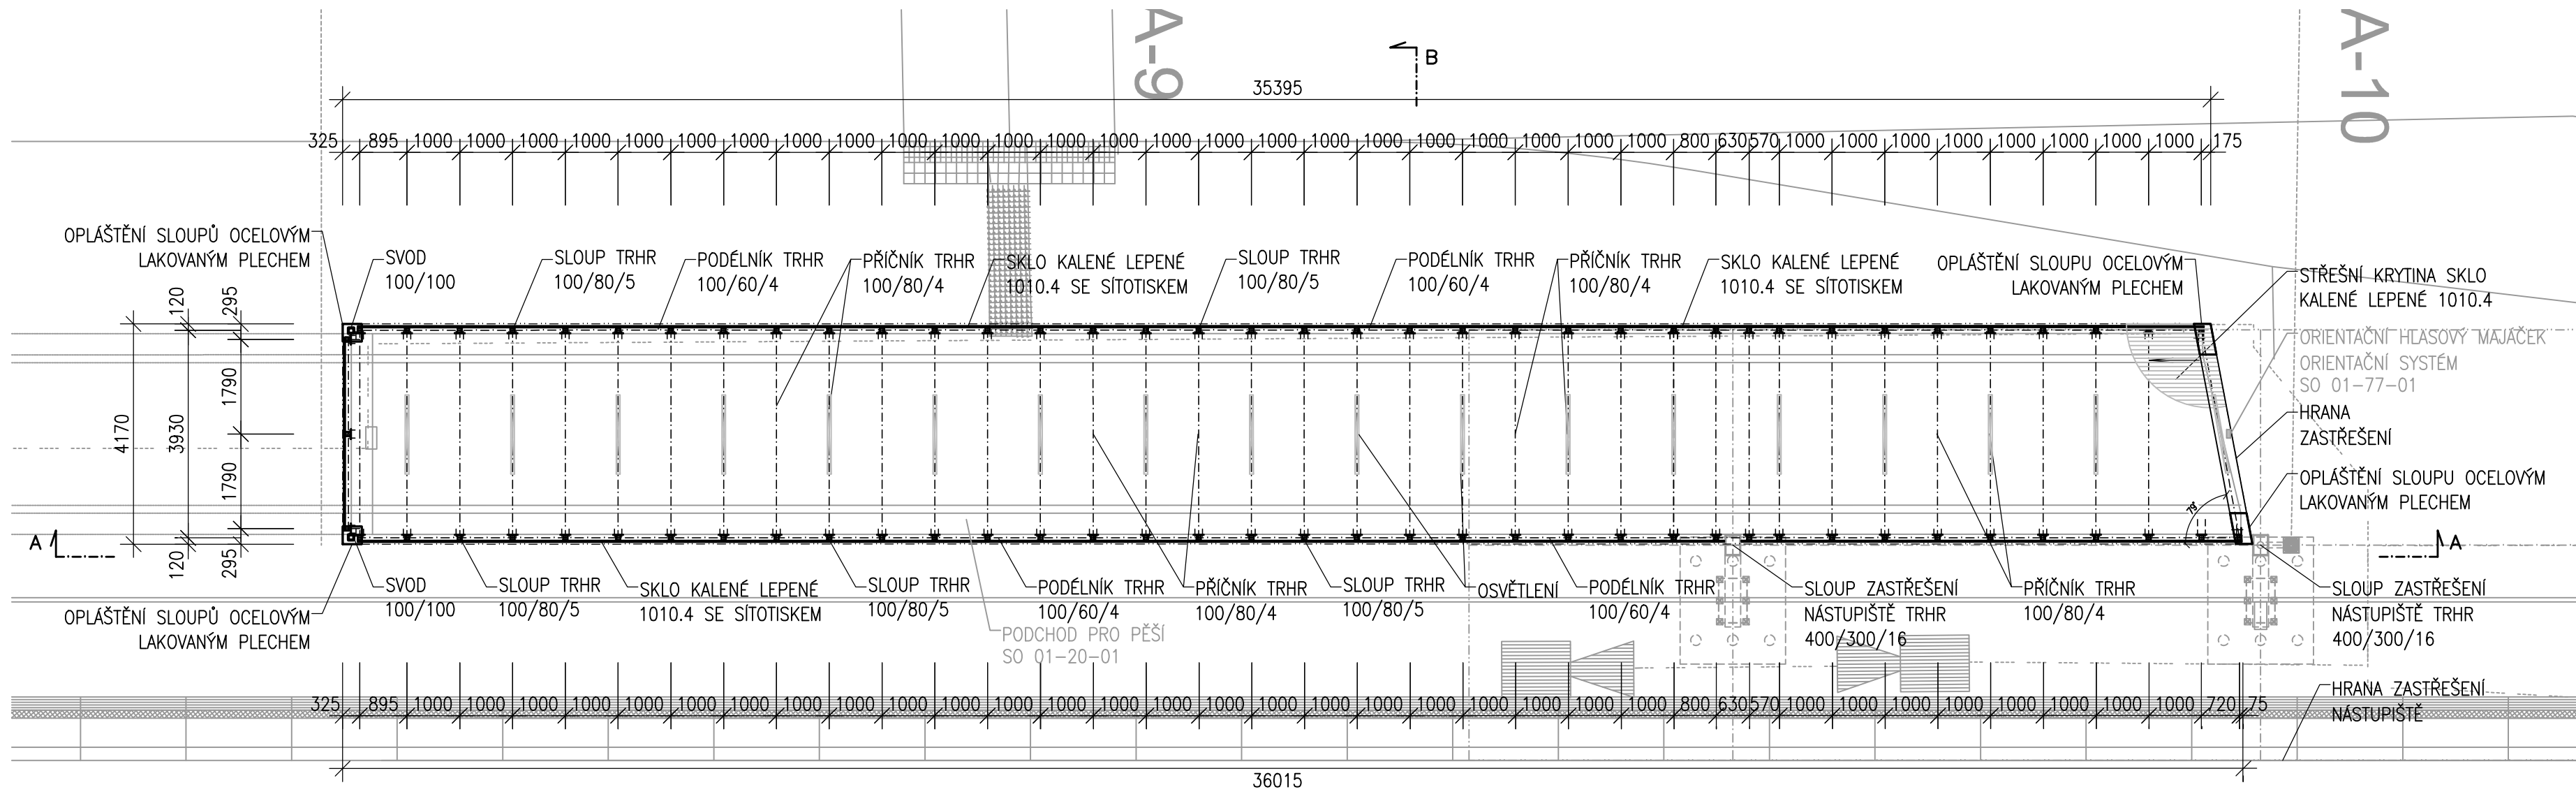 A-9
A-10
B
35395
325 895 1000 1000 1000 1000 1000 1000 1000 1000 1000 1000 1000 1000 1000 1000 1000 1000 1000 1000 1000 1000 1000 1000 1000 1000 800 630 570 1000 1000 1000 1000 1000 1000 1000 1000 175
OPLÁŠTĚNÍ SLOUPŮ OCELOVÝM
LAKOVANÝM PLECHEM
SVOD
100/100
SLOUP TRHR
100/80/5
PODÉLNÍK TRHR
100/60/4
PŘÍČNÍK TRHR
100/80/4
SKLO KALENÉ LEPENÉ
1010.4 SE SÍTOTISKEM
SLOUP TRHR
100/80/5
PODÉLNÍK TRHR
100/60/4
PŘÍČNÍK TRHR
100/80/4
SKLO KALENÉ LEPENÉ
1010.4 SE SÍTOTISKEM
OPLÁŠTĚNÍ SLOUPU OCELOVÝM
LAKOVANÝM PLECHEM
STŘEŠNÍ KRYTINA SKLO
KALENÉ LEPENÉ 1010.4
ORIENTAČNÍ HLASOVÝ MAJÁČEK
ORIENTAČNÍ SYSTÉM
SO 01-77-01
HRANA
ZASTŘEŠENÍ
OPLÁŠTĚNÍ SLOUPU OCELOVÝM
LAKOVANÝM PLECHEM
4170
120
3930
120
295
1790
1790
295
79°
A
A
OPLÁŠTĚNÍ SLOUPŮ OCELOVÝM
LAKOVANÝM PLECHEM
SVOD
100/100
SLOUP TRHR
100/80/5
SKLO KALENÉ LEPENÉ
1010.4 SE SÍTOTISKEM
SLOUP TRHR
100/80/5
PODCHOD PRO PĚŠÍ
SO 01-20-01
PODÉLNÍK TRHR
100/60/4
PŘÍČNÍK TRHR
100/80/4
SLOUP TRHR
100/80/5
OSVĚTLENÍ
PODÉLNÍK TRHR
100/60/4
SLOUP ZASTŘEŠENÍ
NÁSTUPIŠTĚ TRHR
400/300/16
PŘÍČNÍK TRHR
100/80/4
SLOUP ZASTŘEŠENÍ
NÁSTUPIŠTĚ TRHR
400/300/16
HRANA ZASTŘEŠENÍ
NÁSTUPIŠTĚ
325 895 1000 1000 1000 1000 1000 1000 1000 1000 1000 1000 1000 1000 1000 1000 1000 1000 1000 1000 1000 1000 1000 1000 1000 1000 800 630 570 1000 1000 1000 1000 1000 1000 1000 1000 720 75
36015